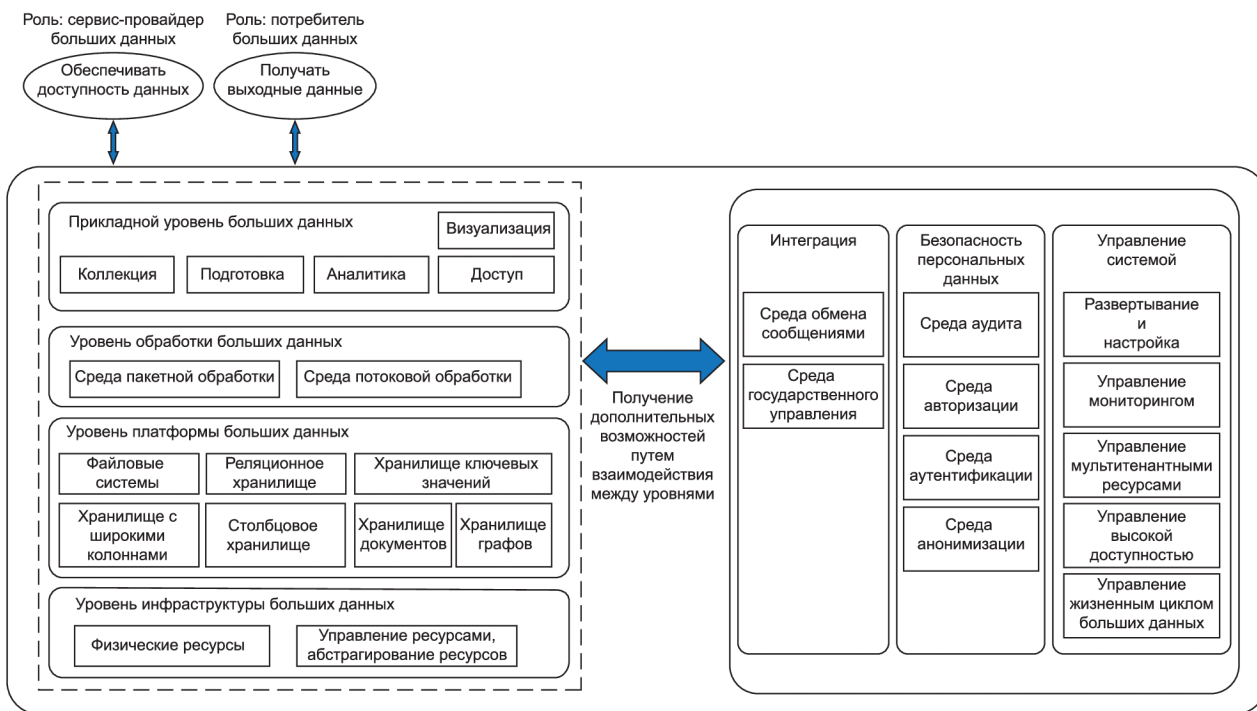 Роль: сервис-провайдер
больших данных
Обеспечивать
доступность данных
Роль: потребитель
больших данных
Получать
выходные данные
Прикладной уровень больших данных
Визуализация
Коллекция
Подготовка
Аналитика
Доступ
Уровень обработки больших данных
Среда пакетной обработки
Среда потоковой обработки
Уровень платформы больших данных
Файловые
системы
Реляционное
хранилище
Хранилище ключевых
значений
Хранилище с
широкими
колоннами
Столбцовое
хранилище
Хранилище
документов
Хранилище
графов
Уровень инфраструктуры больших данных
Физические ресурсы
Управление ресурсами,
абстрагирование ресурсов
Получение
дополнительных
возможностей
путем
взаимодействия
между уровнями
Интеграция
Среда обмена
сообщениями
Среда
государственного
управления
Безопасность
персональных
данных
Среда аудита
Среда
авторизации
Среда
аутентификации
Среда
анонимизации
Управление
системой
Развертывание
и
настройка
Управление
мониторингом
Управление
мультитенантными
ресурсами
Управление
высокой
доступностью
Управление
жизненным циклом
больших данных